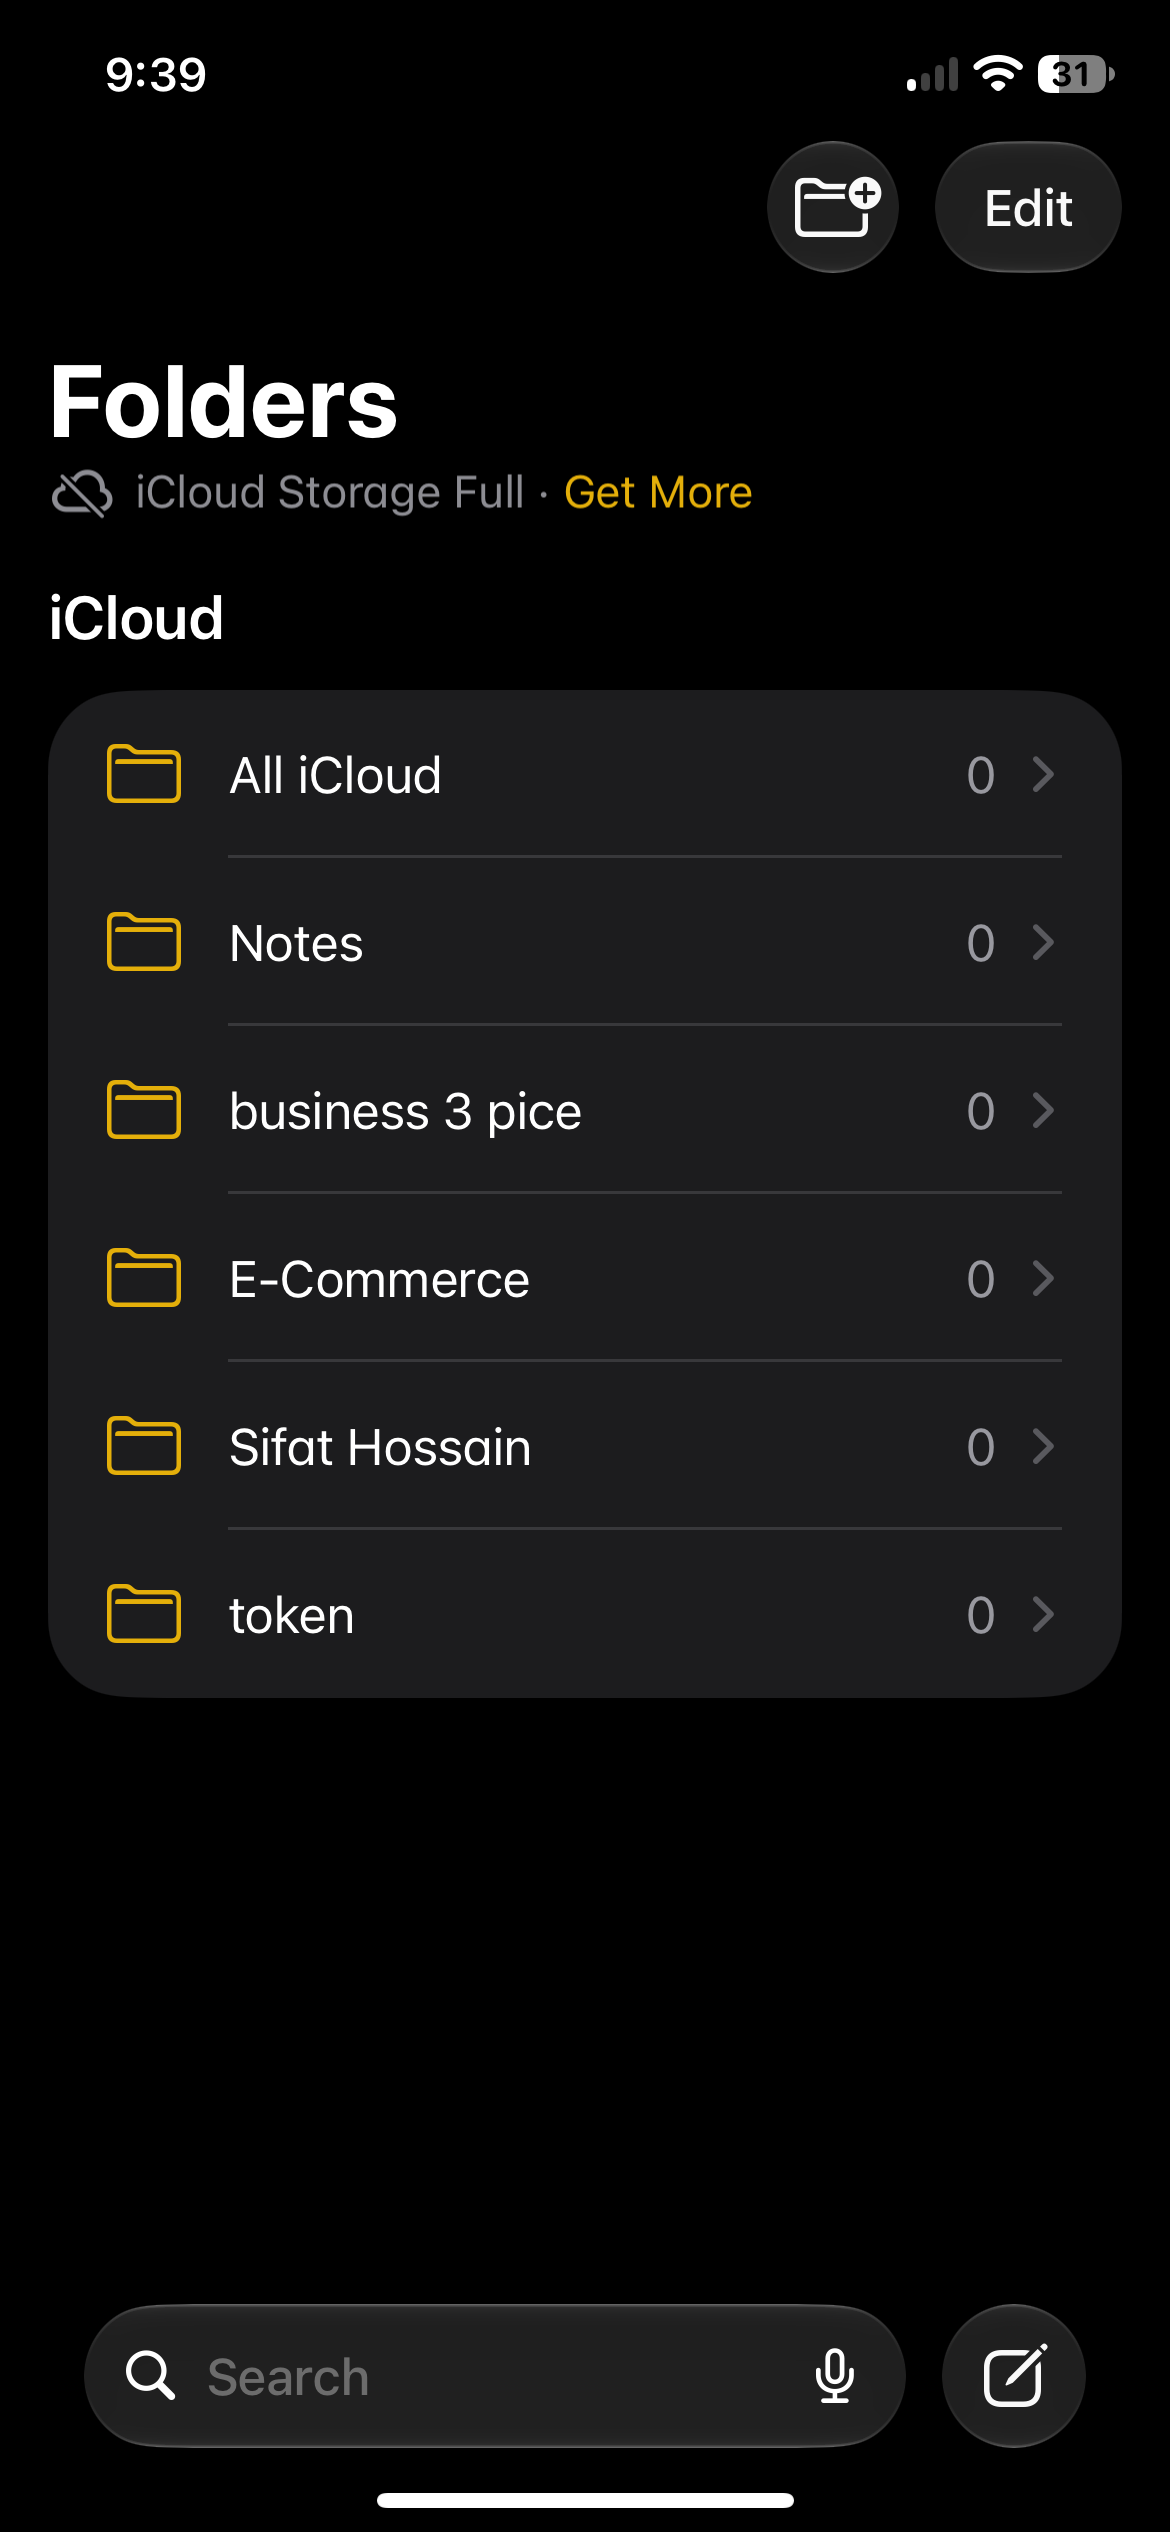 9:39
31
Edit
Folders
iCloud Storage Full · Get More
iCloud
All iCloud 0
Notes 0
business 3 pice 0
E-Commerce 0
Sifat Hossain 0
token 0
Search